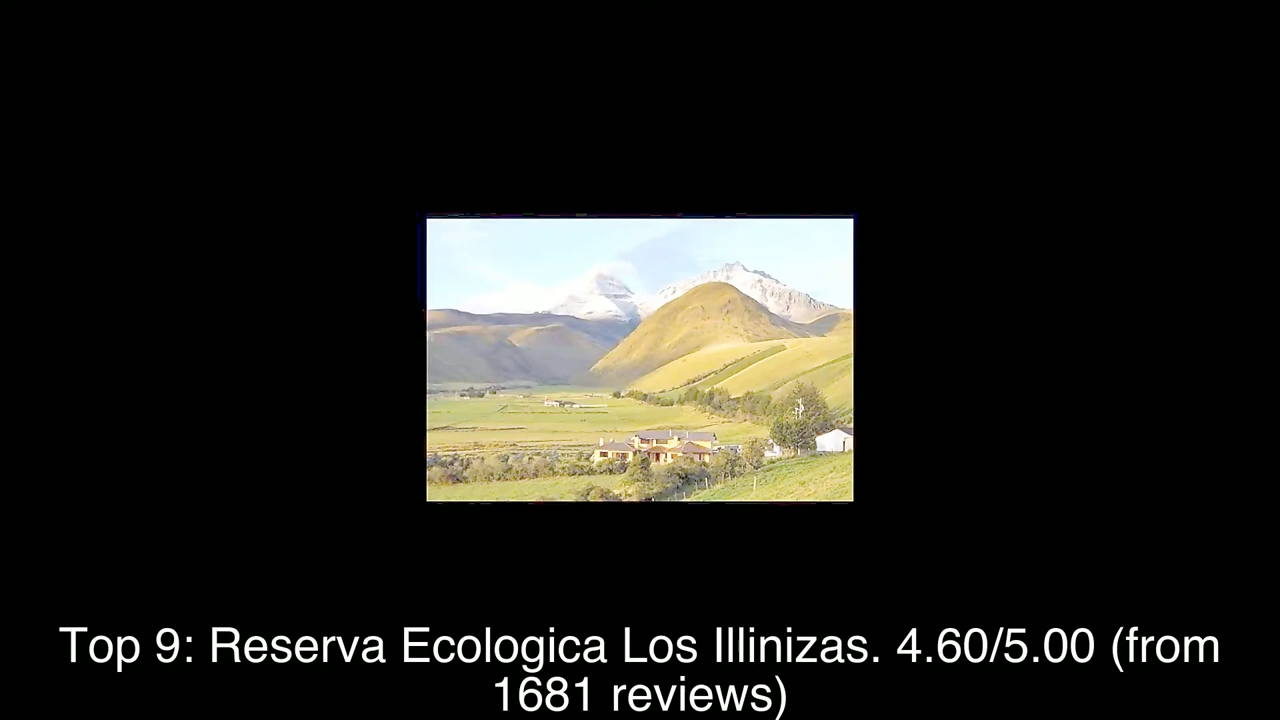 Top 9: Reserva Ecologica Los Illinizas. 4.60/5.00 (from
1681 reviews)